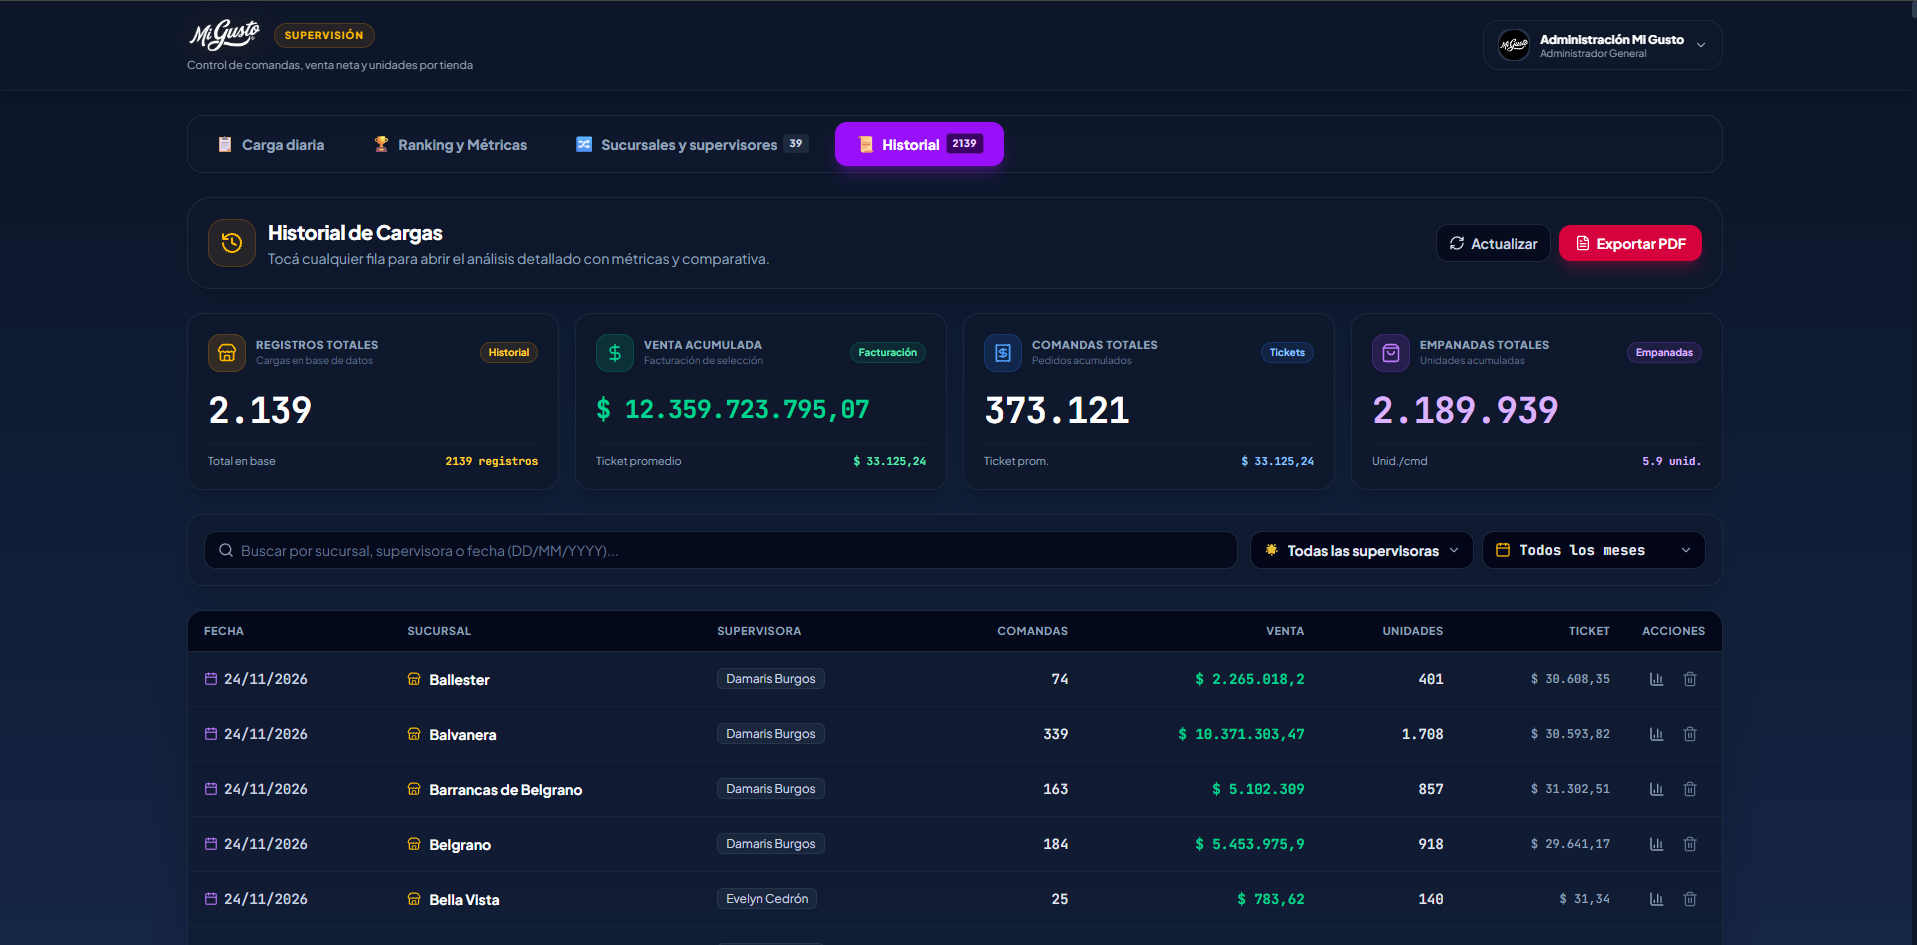 Mi Gusto SUPERVISIÓN
Control de comandas, venta neta y unidades por tienda
Mi Gusto
Administración Mi Gusto
Administrador General
Carga diaria
Ranking y Métricas
Sucursales y supervisores 39
Historial 2139
Historial de Cargas
Tocá cualquier fila para abrir el análisis detallado con métricas y comparativa.
Actualizar
Exportar PDF
REGISTROS TOTALES
Cargas en base de datos
Historial
2.139
Total en base 2139 registros
VENTA ACUMULADA
Facturación de selección
Facturación
$ 12.359.723.795,07
Ticket promedio $ 33.125,24
COMANDAS TOTALES
Pedidos acumulados
Tickets
373.121
Ticket prom. $ 33.125,24
EMPANADAS TOTALES
Unidades acumuladas
Empanadas
2.189.939
Unid./cmd 5.9 unid.
Buscar por sucursal, supervisora o fecha (DD/MM/YYYY)...
Todas las supervisoras
Todos los meses
FECHA SUCURSAL SUPERVISORA COMANDAS VENTA UNIDADES TICKET ACCIONES
24/11/2026 Ballester Damaris Burgos 74 $ 2.265.018,2 401 $ 30.608,35
24/11/2026 Balvanera Damaris Burgos 339 $ 10.371.303,47 1.708 $ 30.593,82
24/11/2026 Barrancas de Belgrano Damaris Burgos 163 $ 5.102.309 857 $ 31.302,51
24/11/2026 Belgrano Damaris Burgos 184 $ 5.453.975,9 918 $ 29.641,17
24/11/2026 Bella Vista Evelyn Cedrón 25 $ 783,62 140 $ 31,34